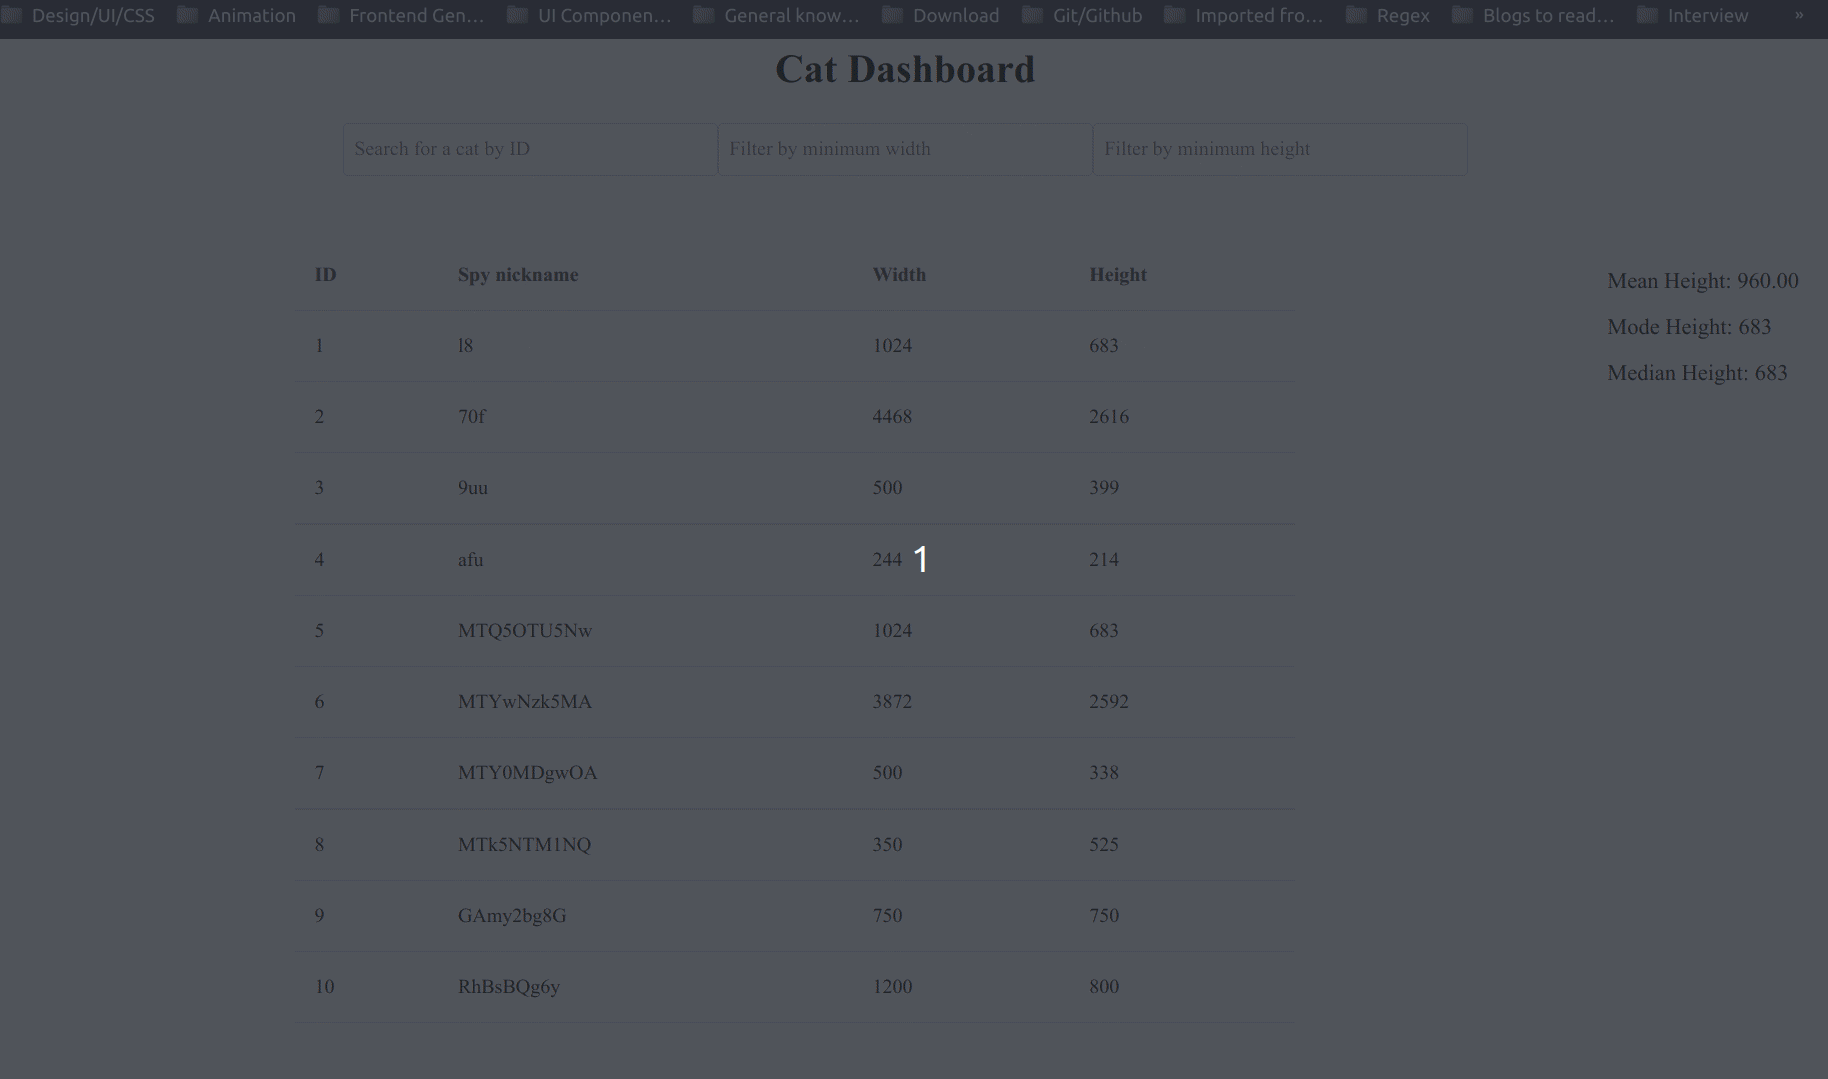 Design/UI/CSS Animation Frontend Gen... UI Componen... General know... Download Git/Github Imported fro... Regex Blogs to read... Interview »
Cat Dashboard
Search for a cat by ID Filter by minimum width Filter by minimum height
ID Spy nickname Width Height
1 l8 1024 683
2 70f 4468 2616
3 9uu 500 399
4 afu 244 214
5 MTQ5OTU5Nw 1024 683
6 MTYwNzk5MA 3872 2592
7 MTY0MDgwOA 500 338
8 MTk5NTM1NQ 350 525
9 GAmy2bg8G 750 750
10 RhBsBQg6y 1200 800
1
Mean Height: 960.00
Mode Height: 683
Median Height: 683